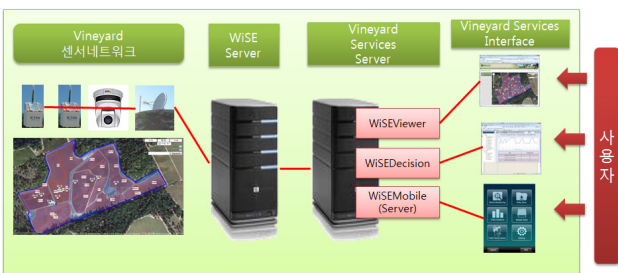 Vineyard
센서네트워크
WiSE
Server
Vineyard
Services
Server
Vineyard Services
Interface
WiSEViewer
WiSEDecision
WiSEMobile
(Server)
사
용
자